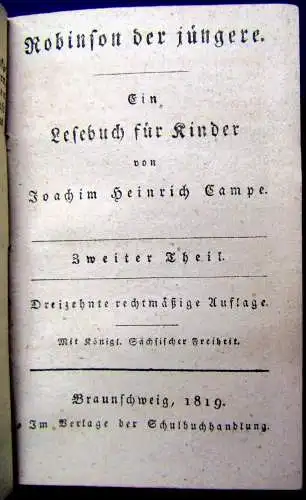 Robinson der jüngere.
Ein
Lesebuch für Kinder
von
Joachim Heinrich Campe.
Zweiter Theil.
Dreizehnte rechtmäßige Auflage.
Mit Königl. Sächsischer Freiheit.
Braunschweig, 1819.
Im Verlage der Schulbuchhandlung.